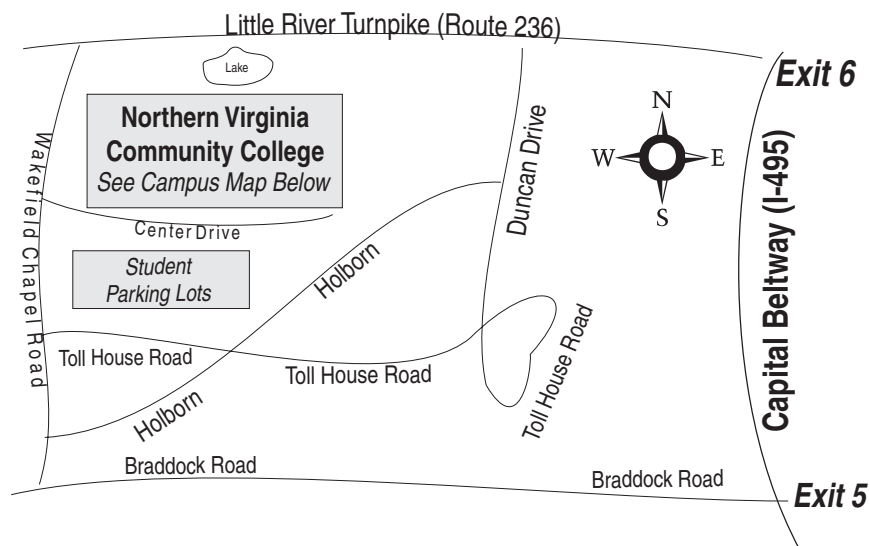 Little River Turnpike (Route 236)
Exit 6
Lake
Northern Virginia
Community College
See Campus Map Below
N
W
E
S
Wakefield Chapel Road
Duncan Drive
Capital Beltway (I-495)
Center Drive
Student
Parking Lots
Holborn
Toll House Road
Toll House Road
Toll House Road
Holborn
Braddock Road
Braddock Road
Exit 5